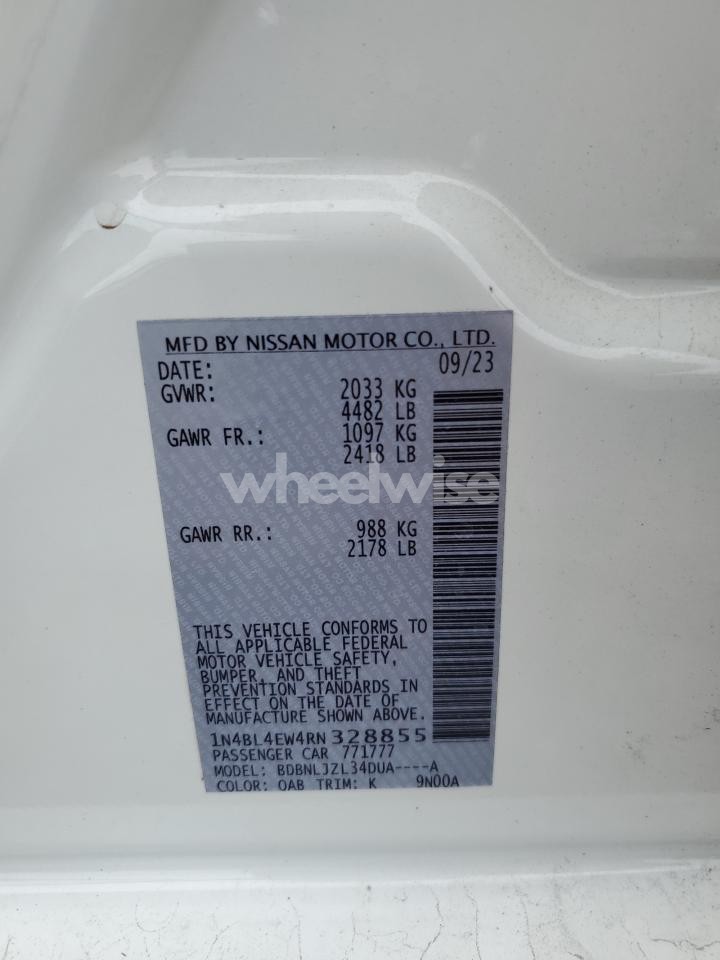 MFD BY NISSAN MOTOR CO., LTD.
DATE: 09/23
GVWR: 2033 KG
4482 LB
GAWR FR.: 1097 KG
2418 LB
wheelwise
GAWR RR.: 988 KG
2178 LB
THIS VEHICLE CONFORMS TO
ALL APPLICABLE FEDERAL
MOTOR VEHICLE SAFETY,
BUMPER, AND THEFT
PREVENTION STANDARDS IN
EFFECT ON THE DATE OF
MANUFACTURE SHOWN ABOVE.
1N4BL4EW4RN328855
PASSENGER CAR 771777
MODEL: BDBNLJZL34DUA----A
COLOR: QAB TRIM: K 9N00A